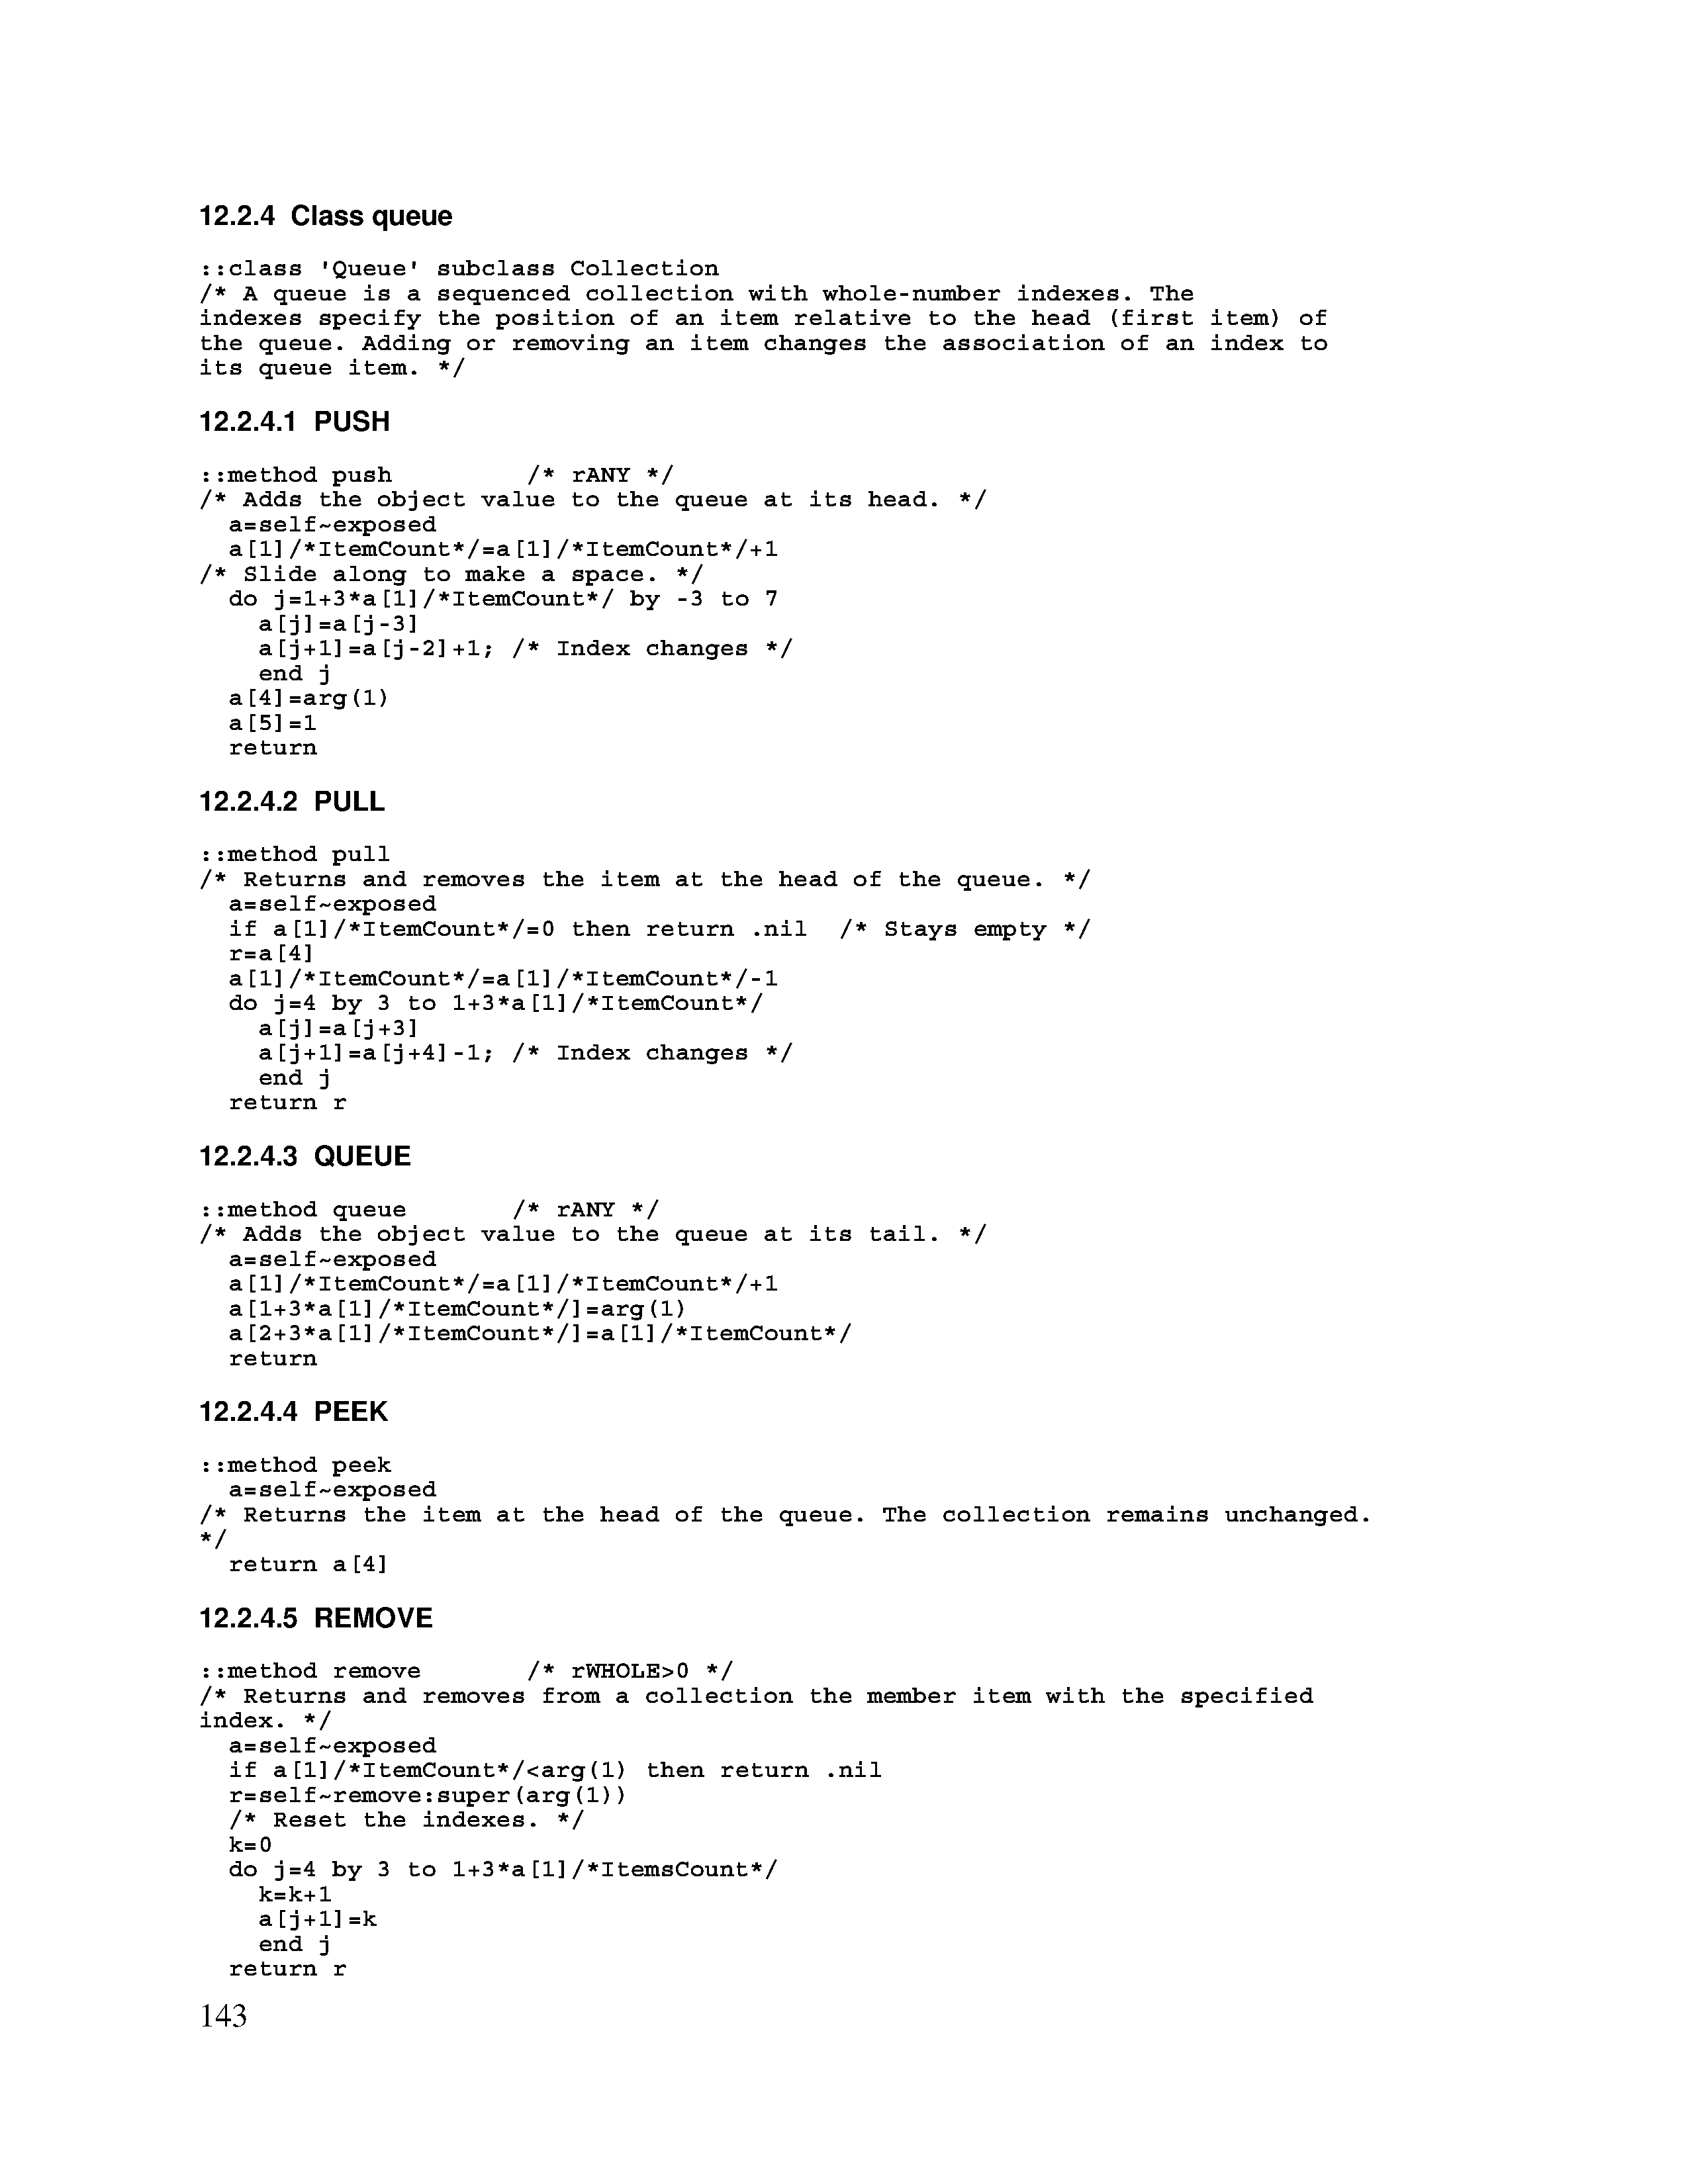 12.2.4 Class queue
::class 'Queue' subclass Collection
/* A queue is a sequenced collection with whole-number indexes. The
indexes specify the position of an item relative to the head (first item) of
the queue. Adding or removing an item changes the association of an index to
its queue item. */
12.2.4.1 PUSH
::method push         /* rANY */
/* Adds the object value to the queue at its head. */
  a=self~exposed
  a[1]/*ItemCount*/=a[1]/*ItemCount*/+1
/* Slide along to make a space. */
  do j=1+3*a[1]/*ItemCount*/ by -3 to 7
    a[j]=a[j-3]
    a[j+1]=a[j-2]+1; /* Index changes */
    end j
  a[4]=arg(1)
  a[5]=1
  return
12.2.4.2 PULL
::method pull
/* Returns and removes the item at the head of the queue. */
  a=self~exposed
  if a[1]/*ItemCount*/=0 then return .nil  /* Stays empty */
  r=a[4]
  a[1]/*ItemCount*/=a[1]/*ItemCount*/-1
  do j=4 by 3 to 1+3*a[1]/*ItemCount*/
    a[j]=a[j+3]
    a[j+1]=a[j+4]-1; /* Index changes */
    end j
  return r
12.2.4.3 QUEUE
::method queue       /* rANY */
/* Adds the object value to the queue at its tail. */
  a=self~exposed
  a[1]/*ItemCount*/=a[1]/*ItemCount*/+1
  a[1+3*a[1]/*ItemCount*/]=arg(1)
  a[2+3*a[1]/*ItemCount*/]=a[1]/*ItemCount*/
  return
12.2.4.4 PEEK
::method peek
  a=self~exposed
/* Returns the item at the head of the queue. The collection remains unchanged.
*/
  return a[4]
12.2.4.5 REMOVE
::method remove       /* rWHOLE>0 */
/* Returns and removes from a collection the member item with the specified
index. */
  a=self~exposed
  if a[1]/*ItemCount*/<arg(1) then return .nil
  r=self~remove:super(arg(1))
  /* Reset the indexes. */
  k=0
  do j=4 by 3 to 1+3*a[1]/*ItemsCount*/
    k=k+1
    a[j+1]=k
    end j
  return r
143